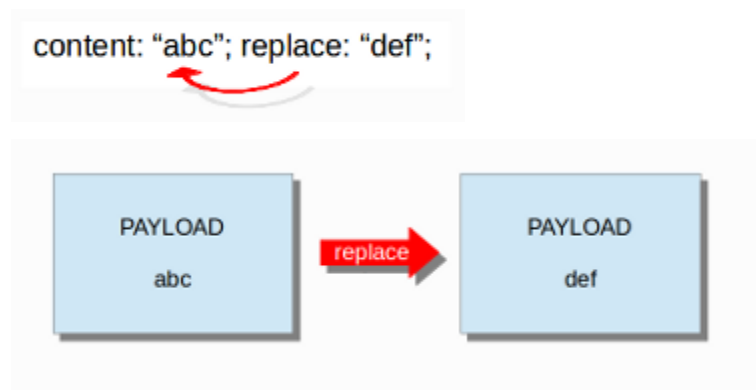 content: “abc”; replace: “def”;
PAYLOAD
abc
replace
PAYLOAD
def